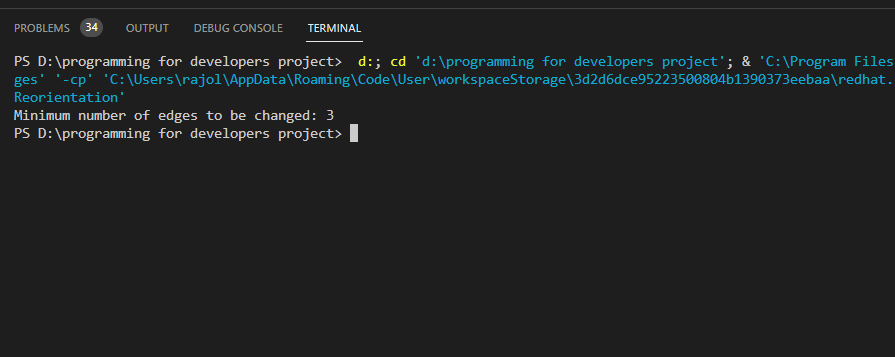 PROBLEMS 34 OUTPUT DEBUG CONSOLE TERMINAL
PS D:\programming for developers project>  d:; cd 'd:\programming for developers project'; & 'C:\Program Files
ges' '-cp' 'C:\Users\rajol\AppData\Roaming\Code\User\workspaceStorage\3d2d6dce95223500804b1390373eebaa\redhat.
Reorientation'
Minimum number of edges to be changed: 3
PS D:\programming for developers project>